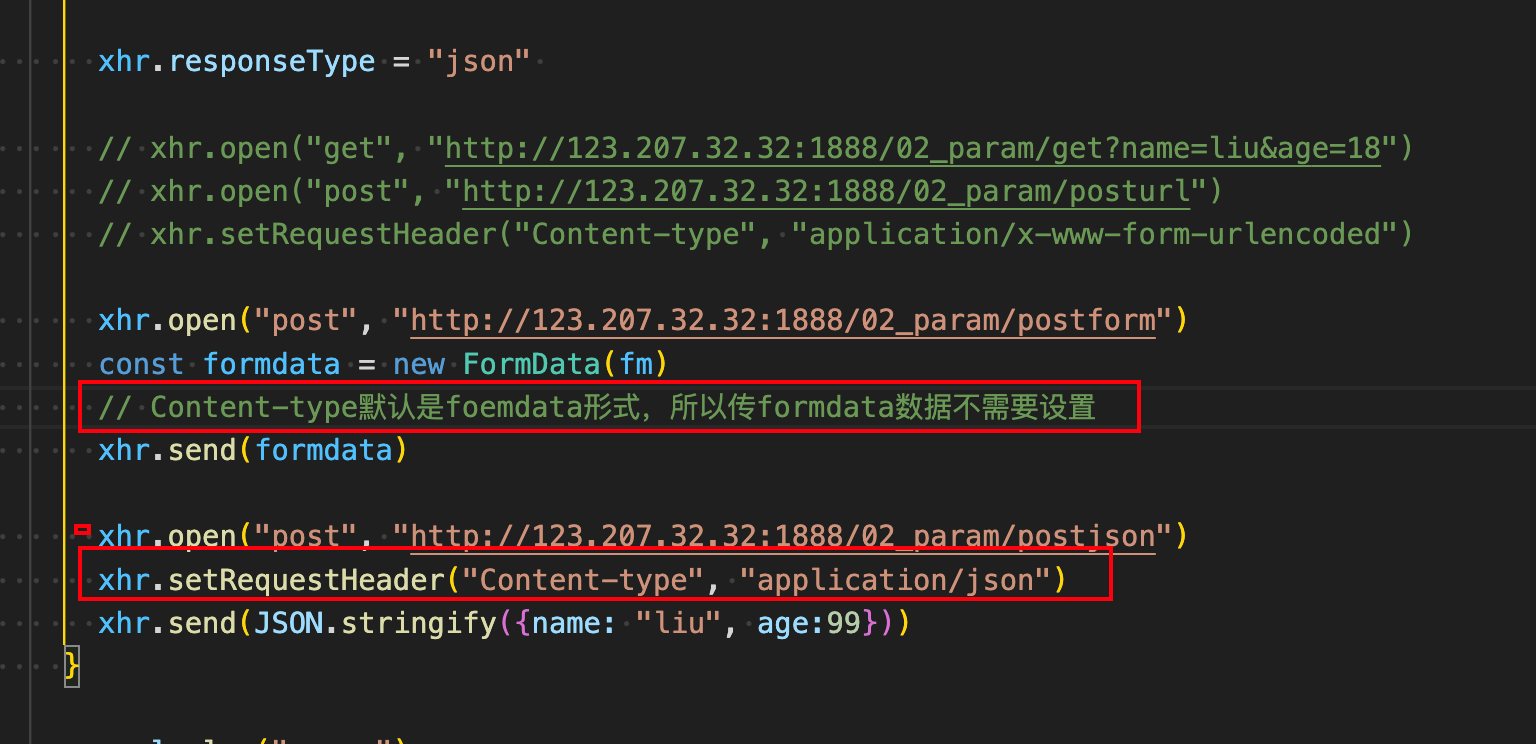 xhr.responseType = "json"
// xhr.open("get", "http://123.207.32.32:1888/02_param/get?name=liu&age=18")
// xhr.open("post", "http://123.207.32.32:1888/02_param/posturl")
// xhr.setRequestHeader("Content-type", "application/x-www-form-urlencoded")
xhr.open("post", "http://123.207.32.32:1888/02_param/postform")
const formdata = new FormData(fm)
// Content-type默认是foemdata形式，所以传formdata数据不需要设置
xhr.send(formdata)
xhr.open("post", "http://123.207.32.32:1888/02_param/postjson")
xhr.setRequestHeader("Content-type", "application/json")
xhr.send(JSON.stringify({name: "liu", age:99}))
}